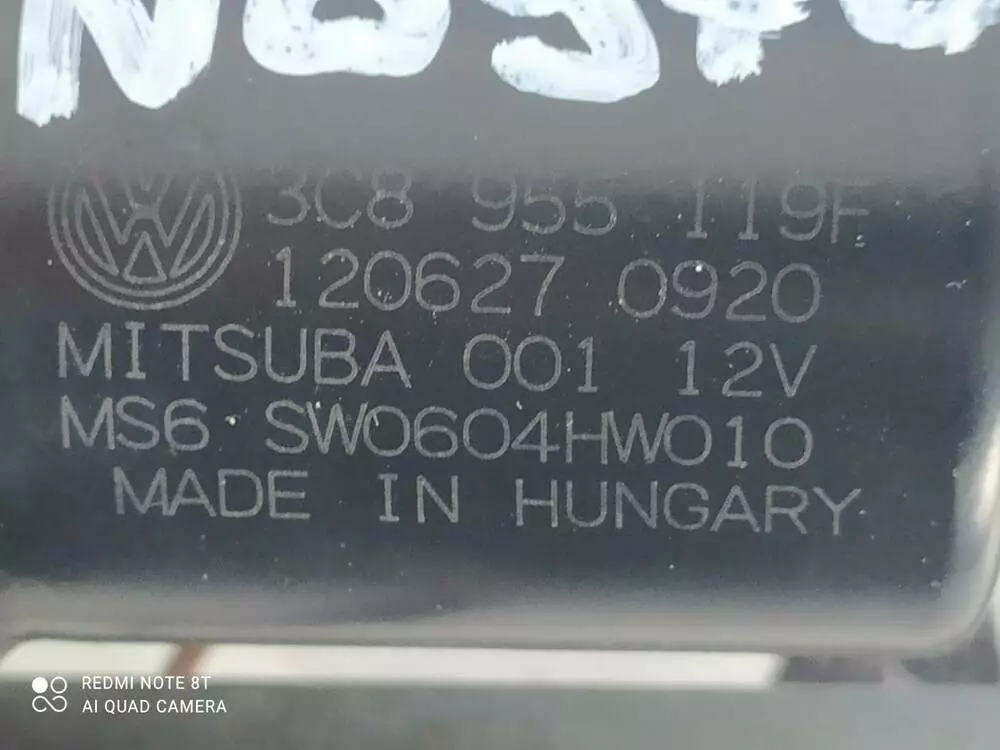 3C8 955 119F
120627 0920
MITSUBA 001 12V
MS6 SW0604HW010
MADE IN HUNGARY
REDMI NOTE 8T
AI QUAD CAMERA